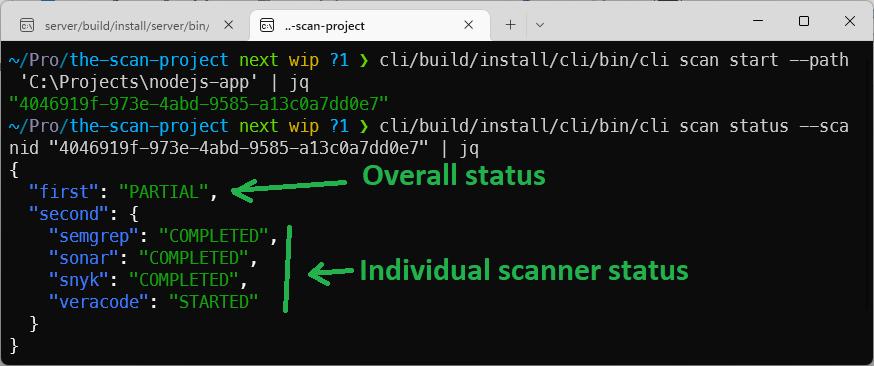 server/build/install/server/bin/
..-scan-project
~/Pro/the-scan-project next wip ?1 ❯ cli/build/install/cli/bin/cli scan start --path
'C:\Projects\nodejs-app' | jq
"4046919f-973e-4abd-9585-a13c0a7dd0e7"
~/Pro/the-scan-project next wip ?1 ❯ cli/build/install/cli/bin/cli scan status --sca
nid "4046919f-973e-4abd-9585-a13c0a7dd0e7" | jq
{
"first": "PARTIAL",
Overall status
"second": {
"semgrep": "COMPLETED",
"sonar": "COMPLETED",
"snyk": "COMPLETED",
"veracode": "STARTED"
Individual scanner status
}
}